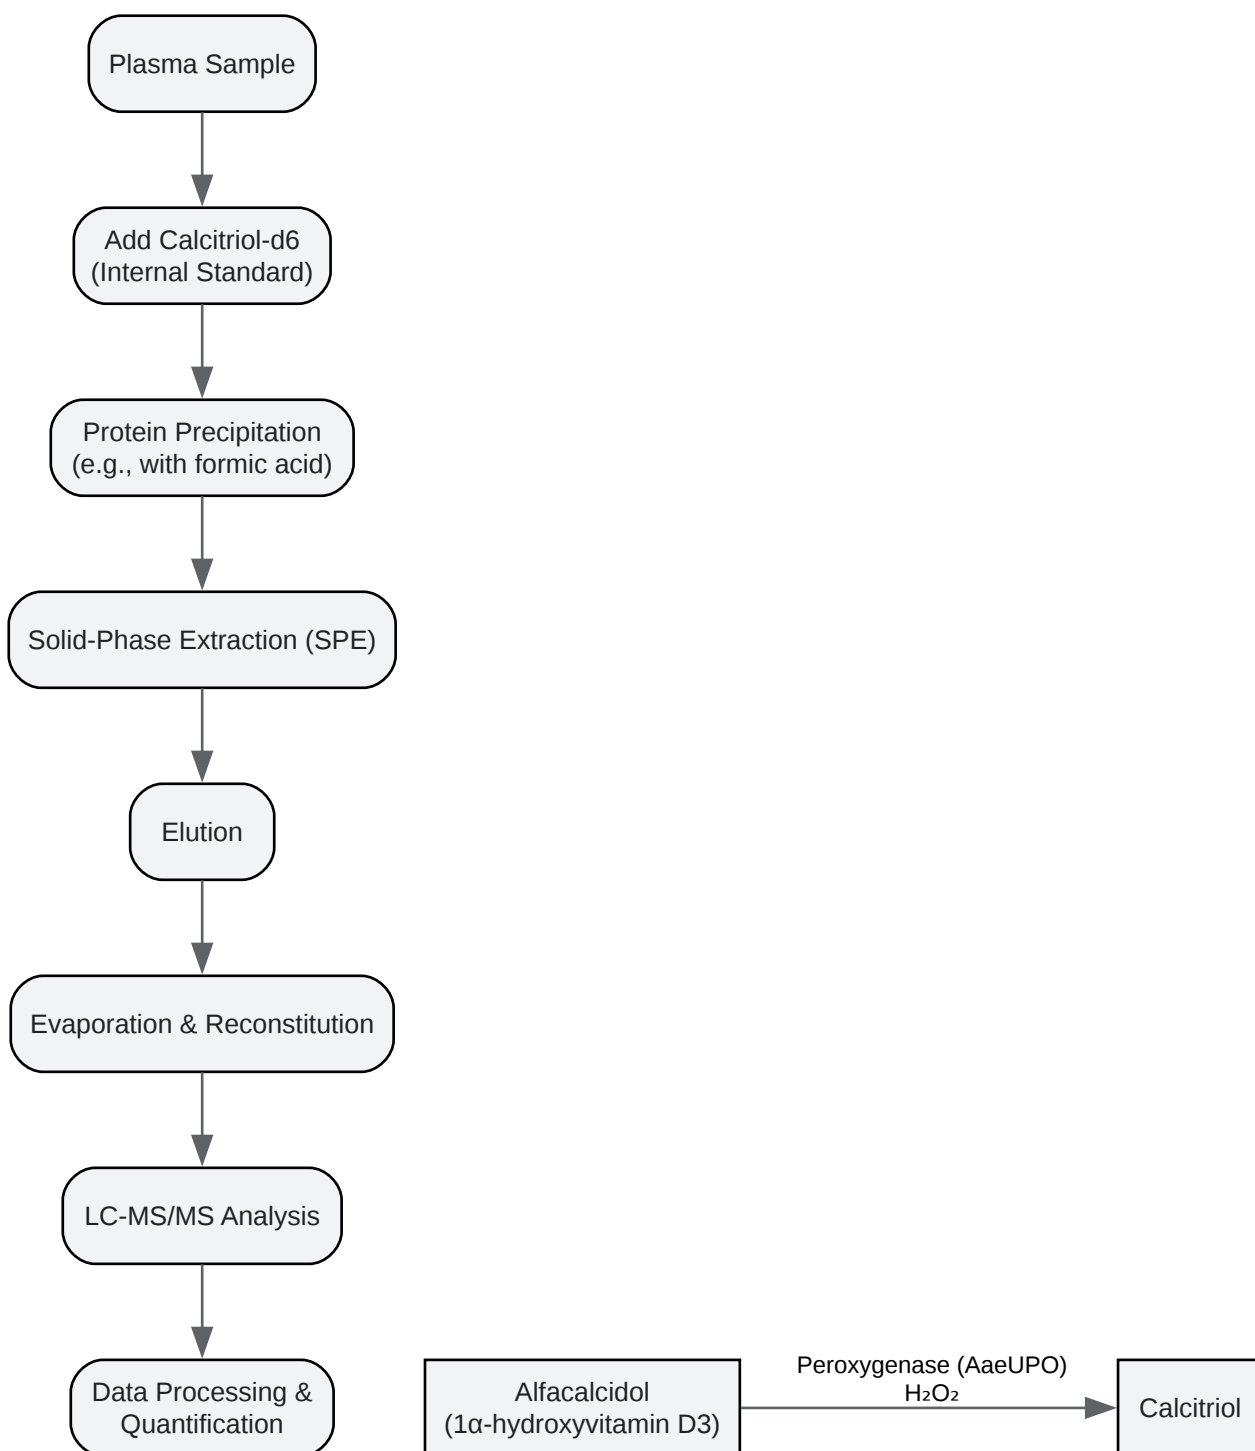 Plasma Sample
Add Calcitriol-d6
(Internal Standard)
Protein Precipitation
(e.g., with formic acid)
Solid-Phase Extraction (SPE)
Elution
Evaporation & Reconstitution
LC-MS/MS Analysis
Data Processing &
Quantification
Alfacalcidol
(1α-hydroxyvitamin D3)
Peroxygenase (AaeUPO)
H₂O₂
Calcitriol